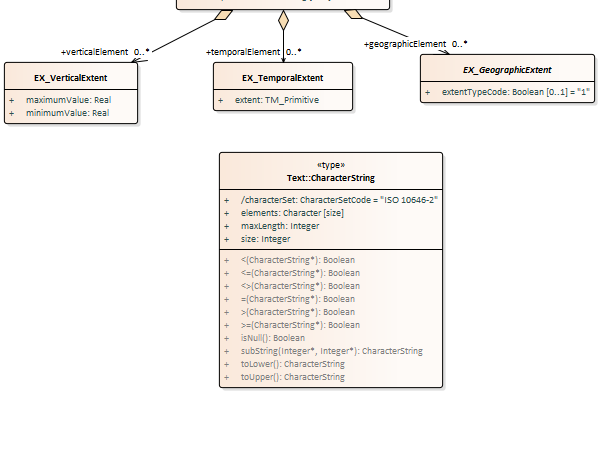 +verticalElement 0..*
+temporalElement 0..*
+geographicElement 0..*
EX_VerticalExtent
+ maximumValue: Real
+ minimumValue: Real
EX_TemporalExtent
+ extent: TM_Primitive
EX_GeographicExtent
+ extentTypeCode: Boolean [0..1] = "1"
«type»
Text::CharacterString
+ /characterSet: CharacterSetCode = "ISO 10646-2"
+ elements: Character [size]
+ maxLength: Integer
+ size: Integer
+ <(CharacterString*): Boolean
+ <=(CharacterString*): Boolean
+ <>(CharacterString*): Boolean
+ =(CharacterString*): Boolean
+ >(CharacterString*): Boolean
+ >=(CharacterString*): Boolean
+ isNull(): Boolean
+ subString(Integer*, Integer*): CharacterString
+ toLower(): CharacterString
+ toUpper(): CharacterString